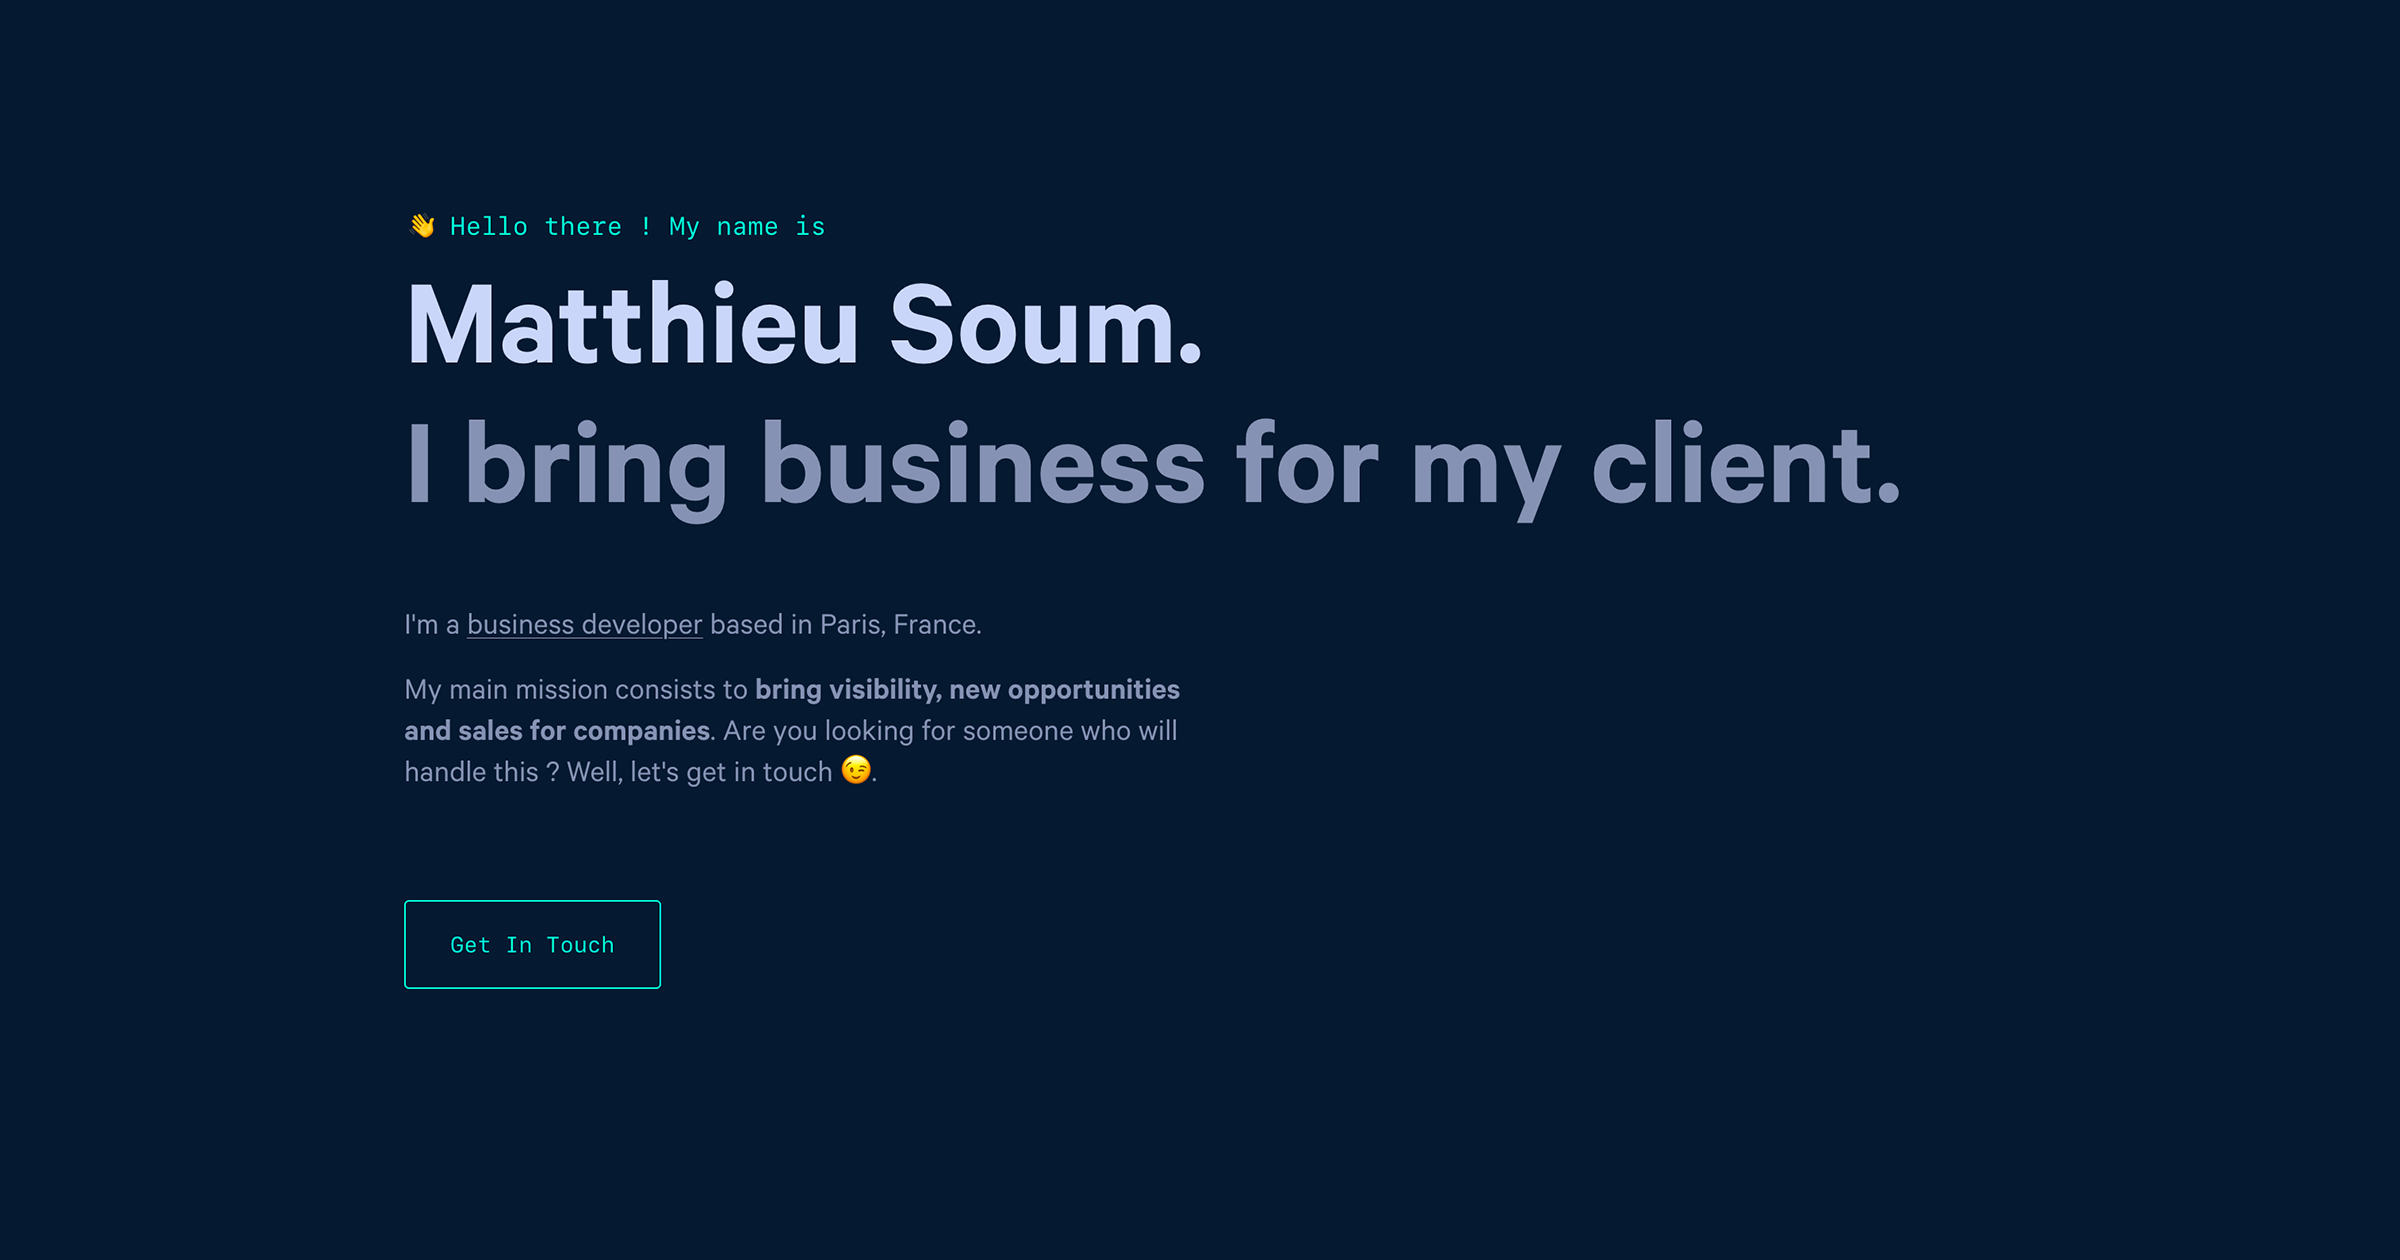 👋 Hello there ! My name is
Matthieu Soum.
I bring business for my client.
I'm a business developer based in Paris, France.
My main mission consists to bring visibility, new opportunities
and sales for companies. Are you looking for someone who will
handle this ? Well, let's get in touch 😉.
Get In Touch